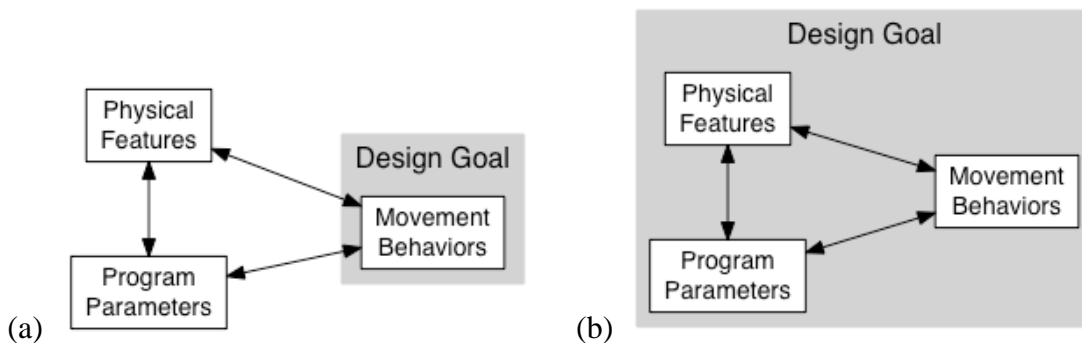 Physical
Features
Design Goal
Movement
Behaviors
Program
Parameters
(a)
Design Goal
Physical
Features
Movement
Behaviors
Program
Parameters
(b)